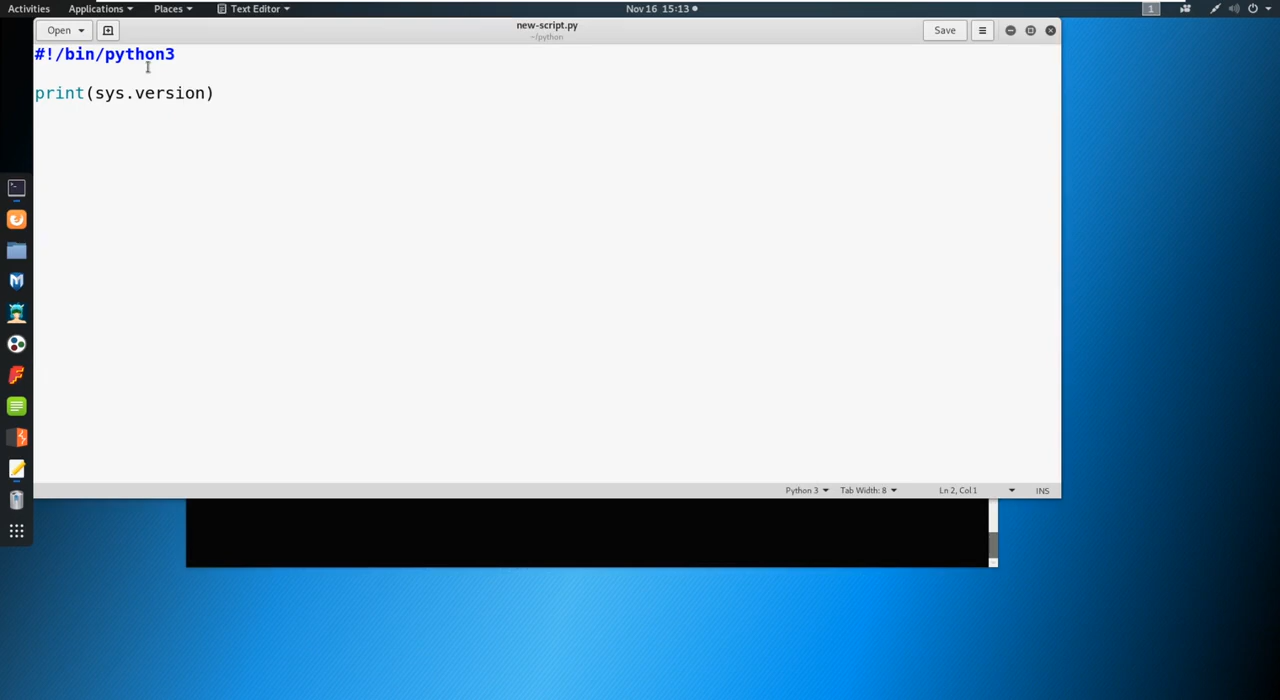 Activities Applications Places Text Editor Nov 16 15:13 1
Open new-script.py Save
~/python
#!/bin/python3
print(sys.version)
Python 3 Tab Width: 8 Ln 2, Col 1 INS